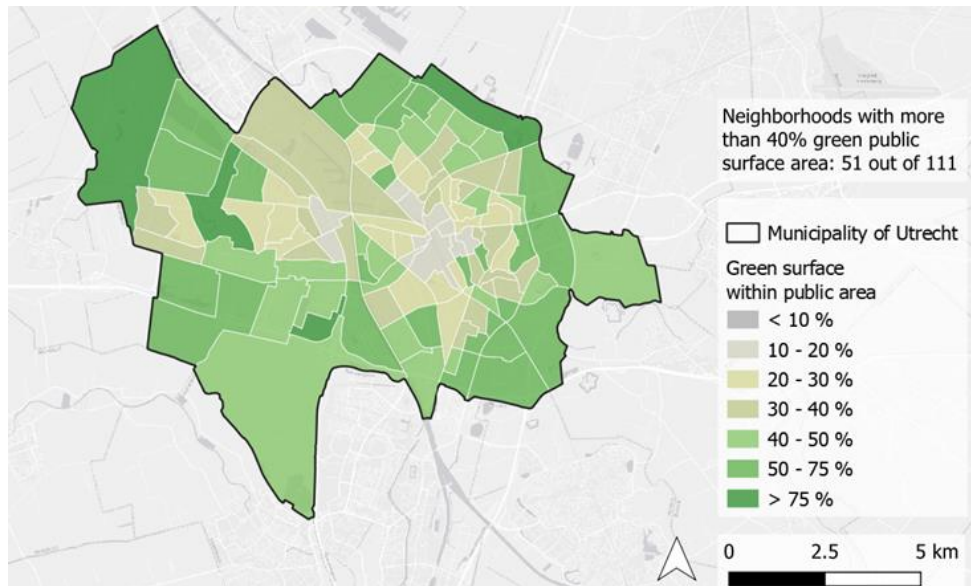 Neighborhoods with more
than 40% green public
surface area: 51 out of 111
Municipality of Utrecht
Green surface
within public area
< 10 %
10 - 20 %
20 - 30 %
30 - 40 %
40 - 50 %
50 - 75 %
> 75 %
0 2.5 5 km